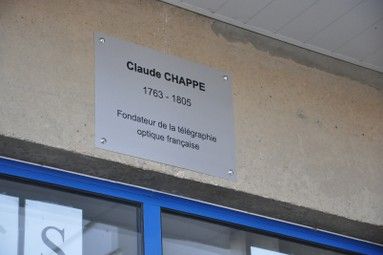 Claude CHAPPE
1763 - 1805
Fondateur de la télégraphie
optique française
S